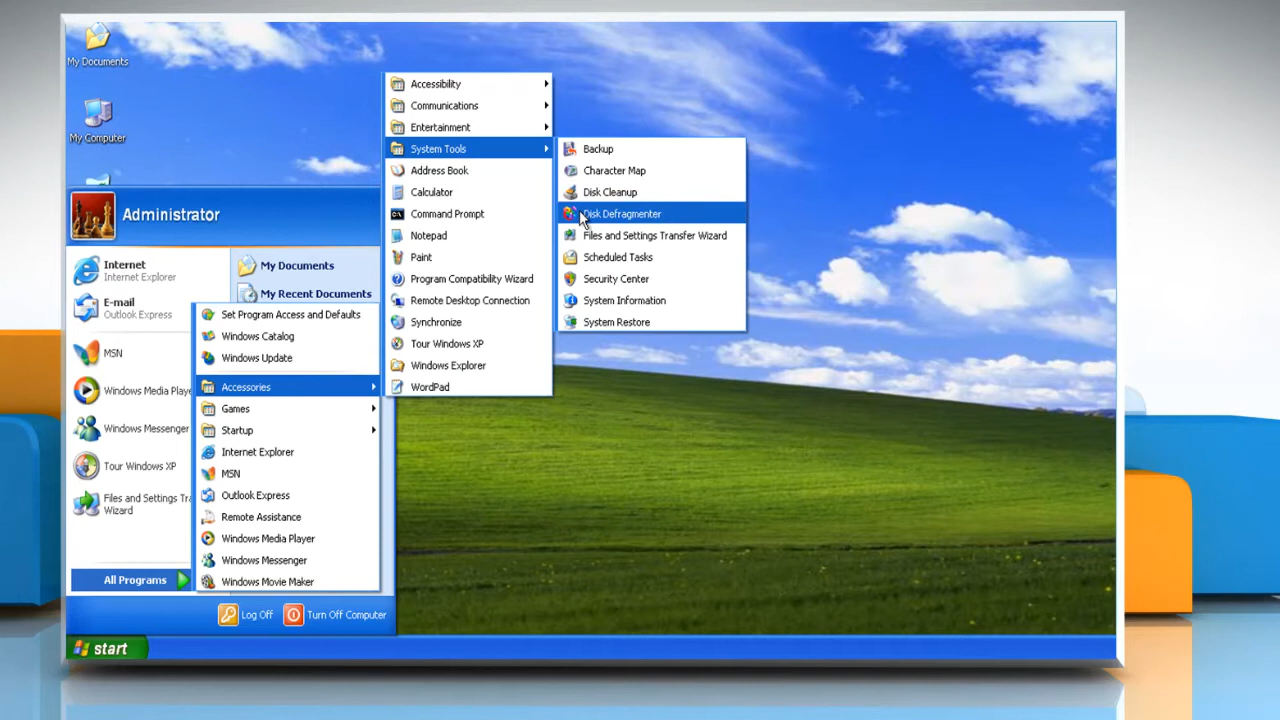 My Documents
My Computer
Administrator
Internet
Internet Explorer
E-mail
Outlook Express
MSN
Windows Media Playe
Windows Messenger
Tour Windows XP
Files and Settings Tra
Wizard
All Programs
My Documents
My Recent Documents
Set Program Access and Defaults
Windows Catalog
Windows Update
Accessories
Games
Startup
Internet Explorer
MSN
Outlook Express
Remote Assistance
Windows Media Player
Windows Messenger
Windows Movie Maker
Accessibility
Communications
Entertainment
System Tools
Address Book
Calculator
Command Prompt
Notepad
Paint
Program Compatibility Wizard
Remote Desktop Connection
Synchronize
Tour Windows XP
Windows Explorer
WordPad
Backup
Character Map
Disk Cleanup
Disk Defragmenter
Files and Settings Transfer Wizard
Scheduled Tasks
Security Center
System Information
System Restore
Log Off
Turn Off Computer
start